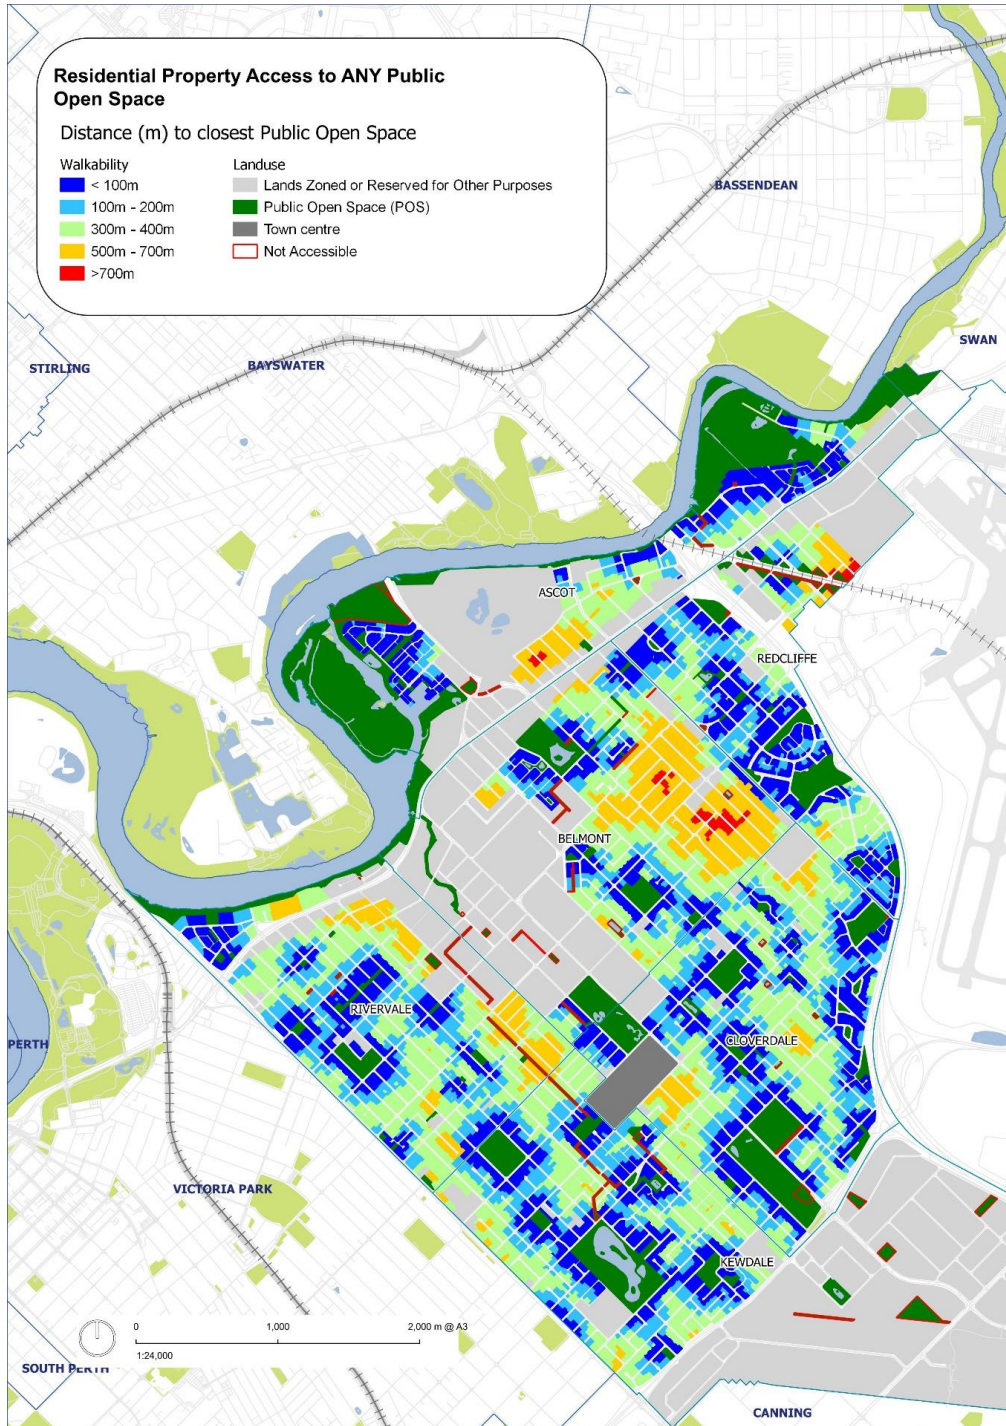 Residential Property Access to ANY Public
Open Space
Distance (m) to closest Public Open Space
Walkability
< 100m
100m - 200m
300m - 400m
500m - 700m
>700m
Landuse
Lands Zoned or Reserved for Other Purposes
Public Open Space (POS)
Town centre
Not Accessible
BASSENDEAN
SWAN
STIRLING
BAYSWATER
ASCOT
REDCLIFFE
BELMONT
RIVERVALE
CLOVERDALE
PERTH
VICTORIA PARK
KEWDALE
0
1,000
2,000 m @ A3
1:24,000
SOUTH PERTH
CANNING